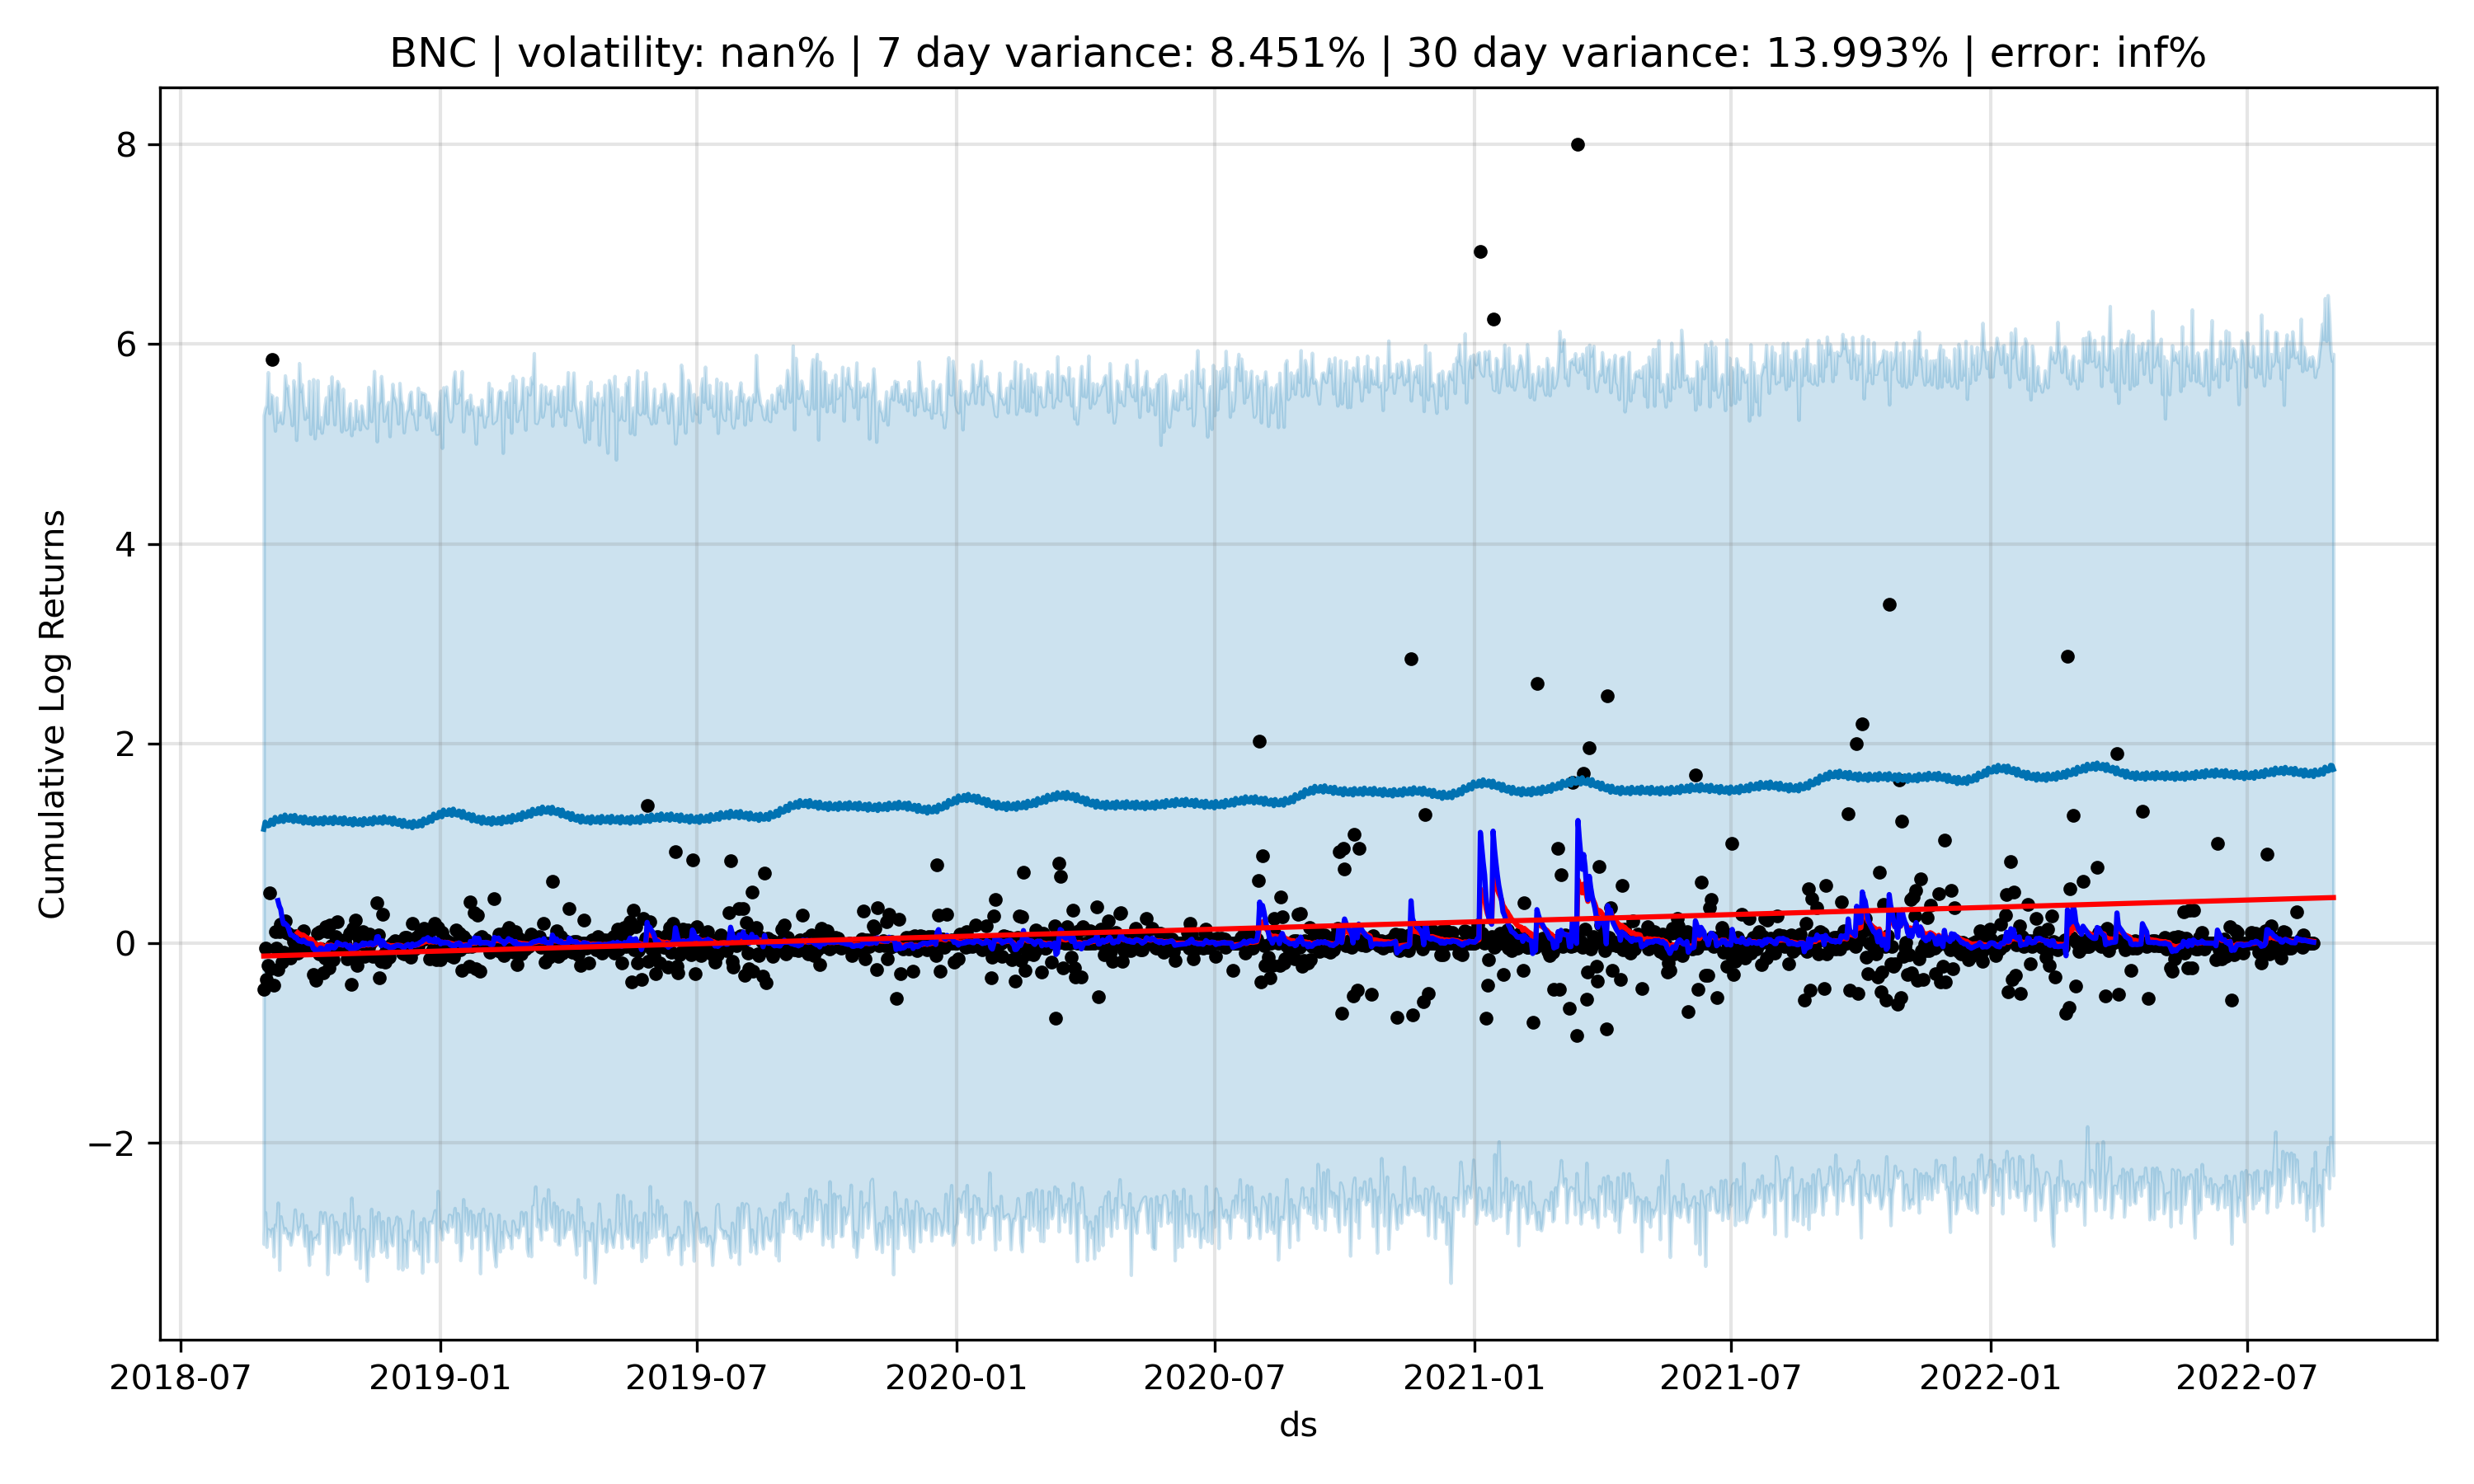 BNC | volatility: nan% | 7 day variance: 8.451% | 30 day variance: 13.993% | error: inf%
Cumulative Log Returns
8
6
4
2
0
−2
2018-07 2019-01 2019-07 2020-01 2020-07 2021-01 2021-07 2022-01 2022-07
ds